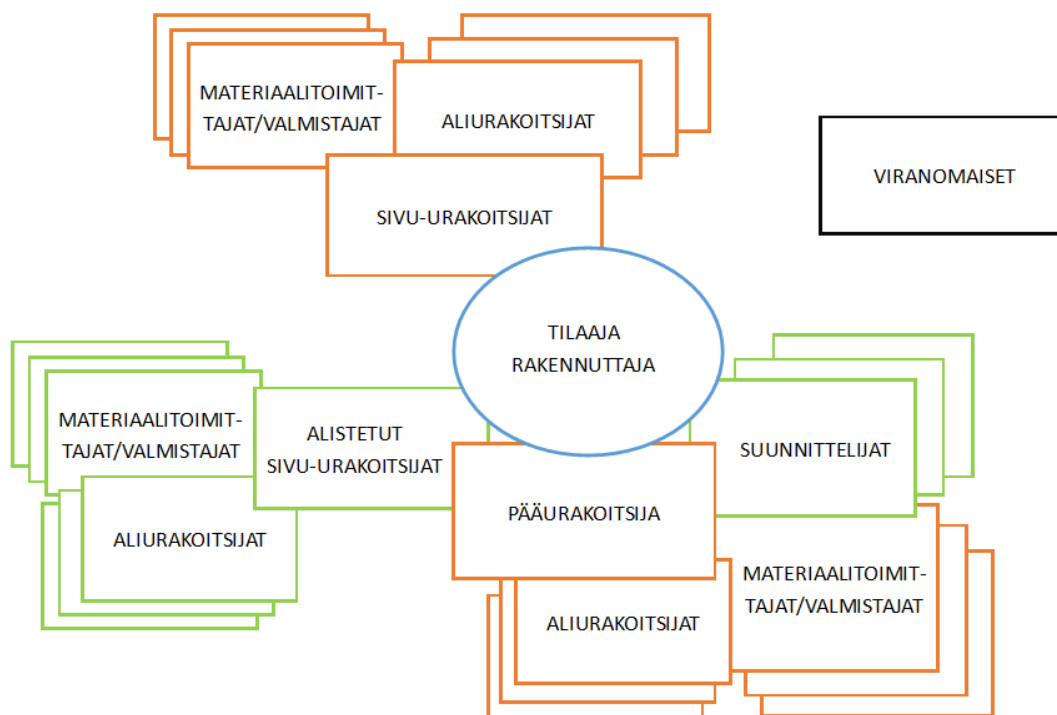 MATERIAALITOIMIT-
TAJAT/VALMISTAJAT
ALIURAKOITSIJAT
SIVU-URAKOITSIJAT
VIRANOMAISET
TILAAJA
RAKENNUTTAJA
MATERIAALITOIMIT-
TAJAT/VALMISTAJAT
ALISTETUT
SIVU-URAKOITSIJAT
SUUNNITTELIJAT
ALIURAKOITSIJAT
PÄÄURAKOITSIJA
ALIURAKOITSIJAT
MATERIAALITOIMIT-
TAJAT/VALMISTAJAT